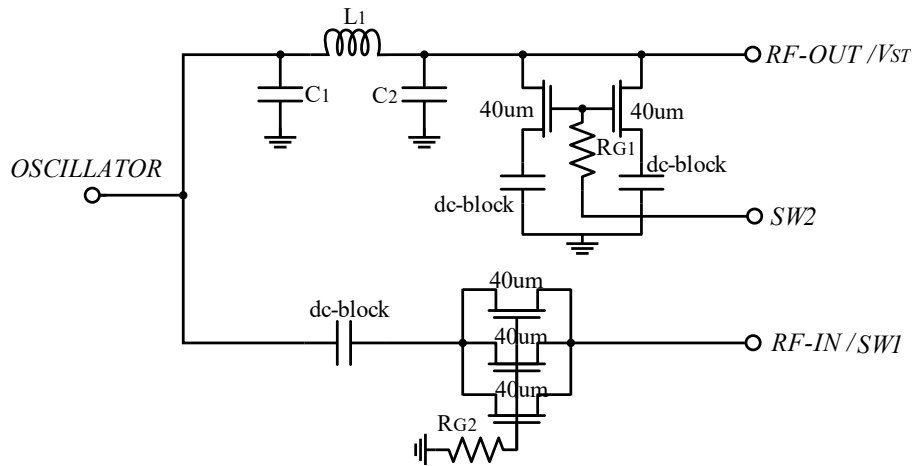 L1
RF-OUT /VST
C1
C2
40um
40um
RG1
dc-block
OSCILLATOR
dc-block
SW2
40um
dc-block
40um
RF-IN /SW1
40um
RG2